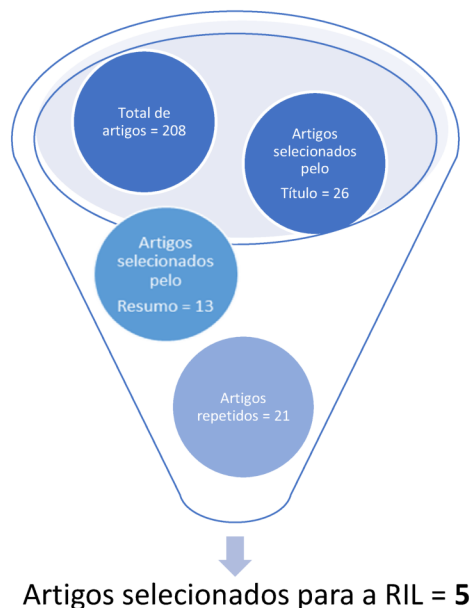 Total de
artigos = 208
Artigos
selecionados
pelo
Título = 26
Artigos
selecionados
pelo
Resumo = 13
Artigos
repetidos = 21
Artigos selecionados para a RIL = 5